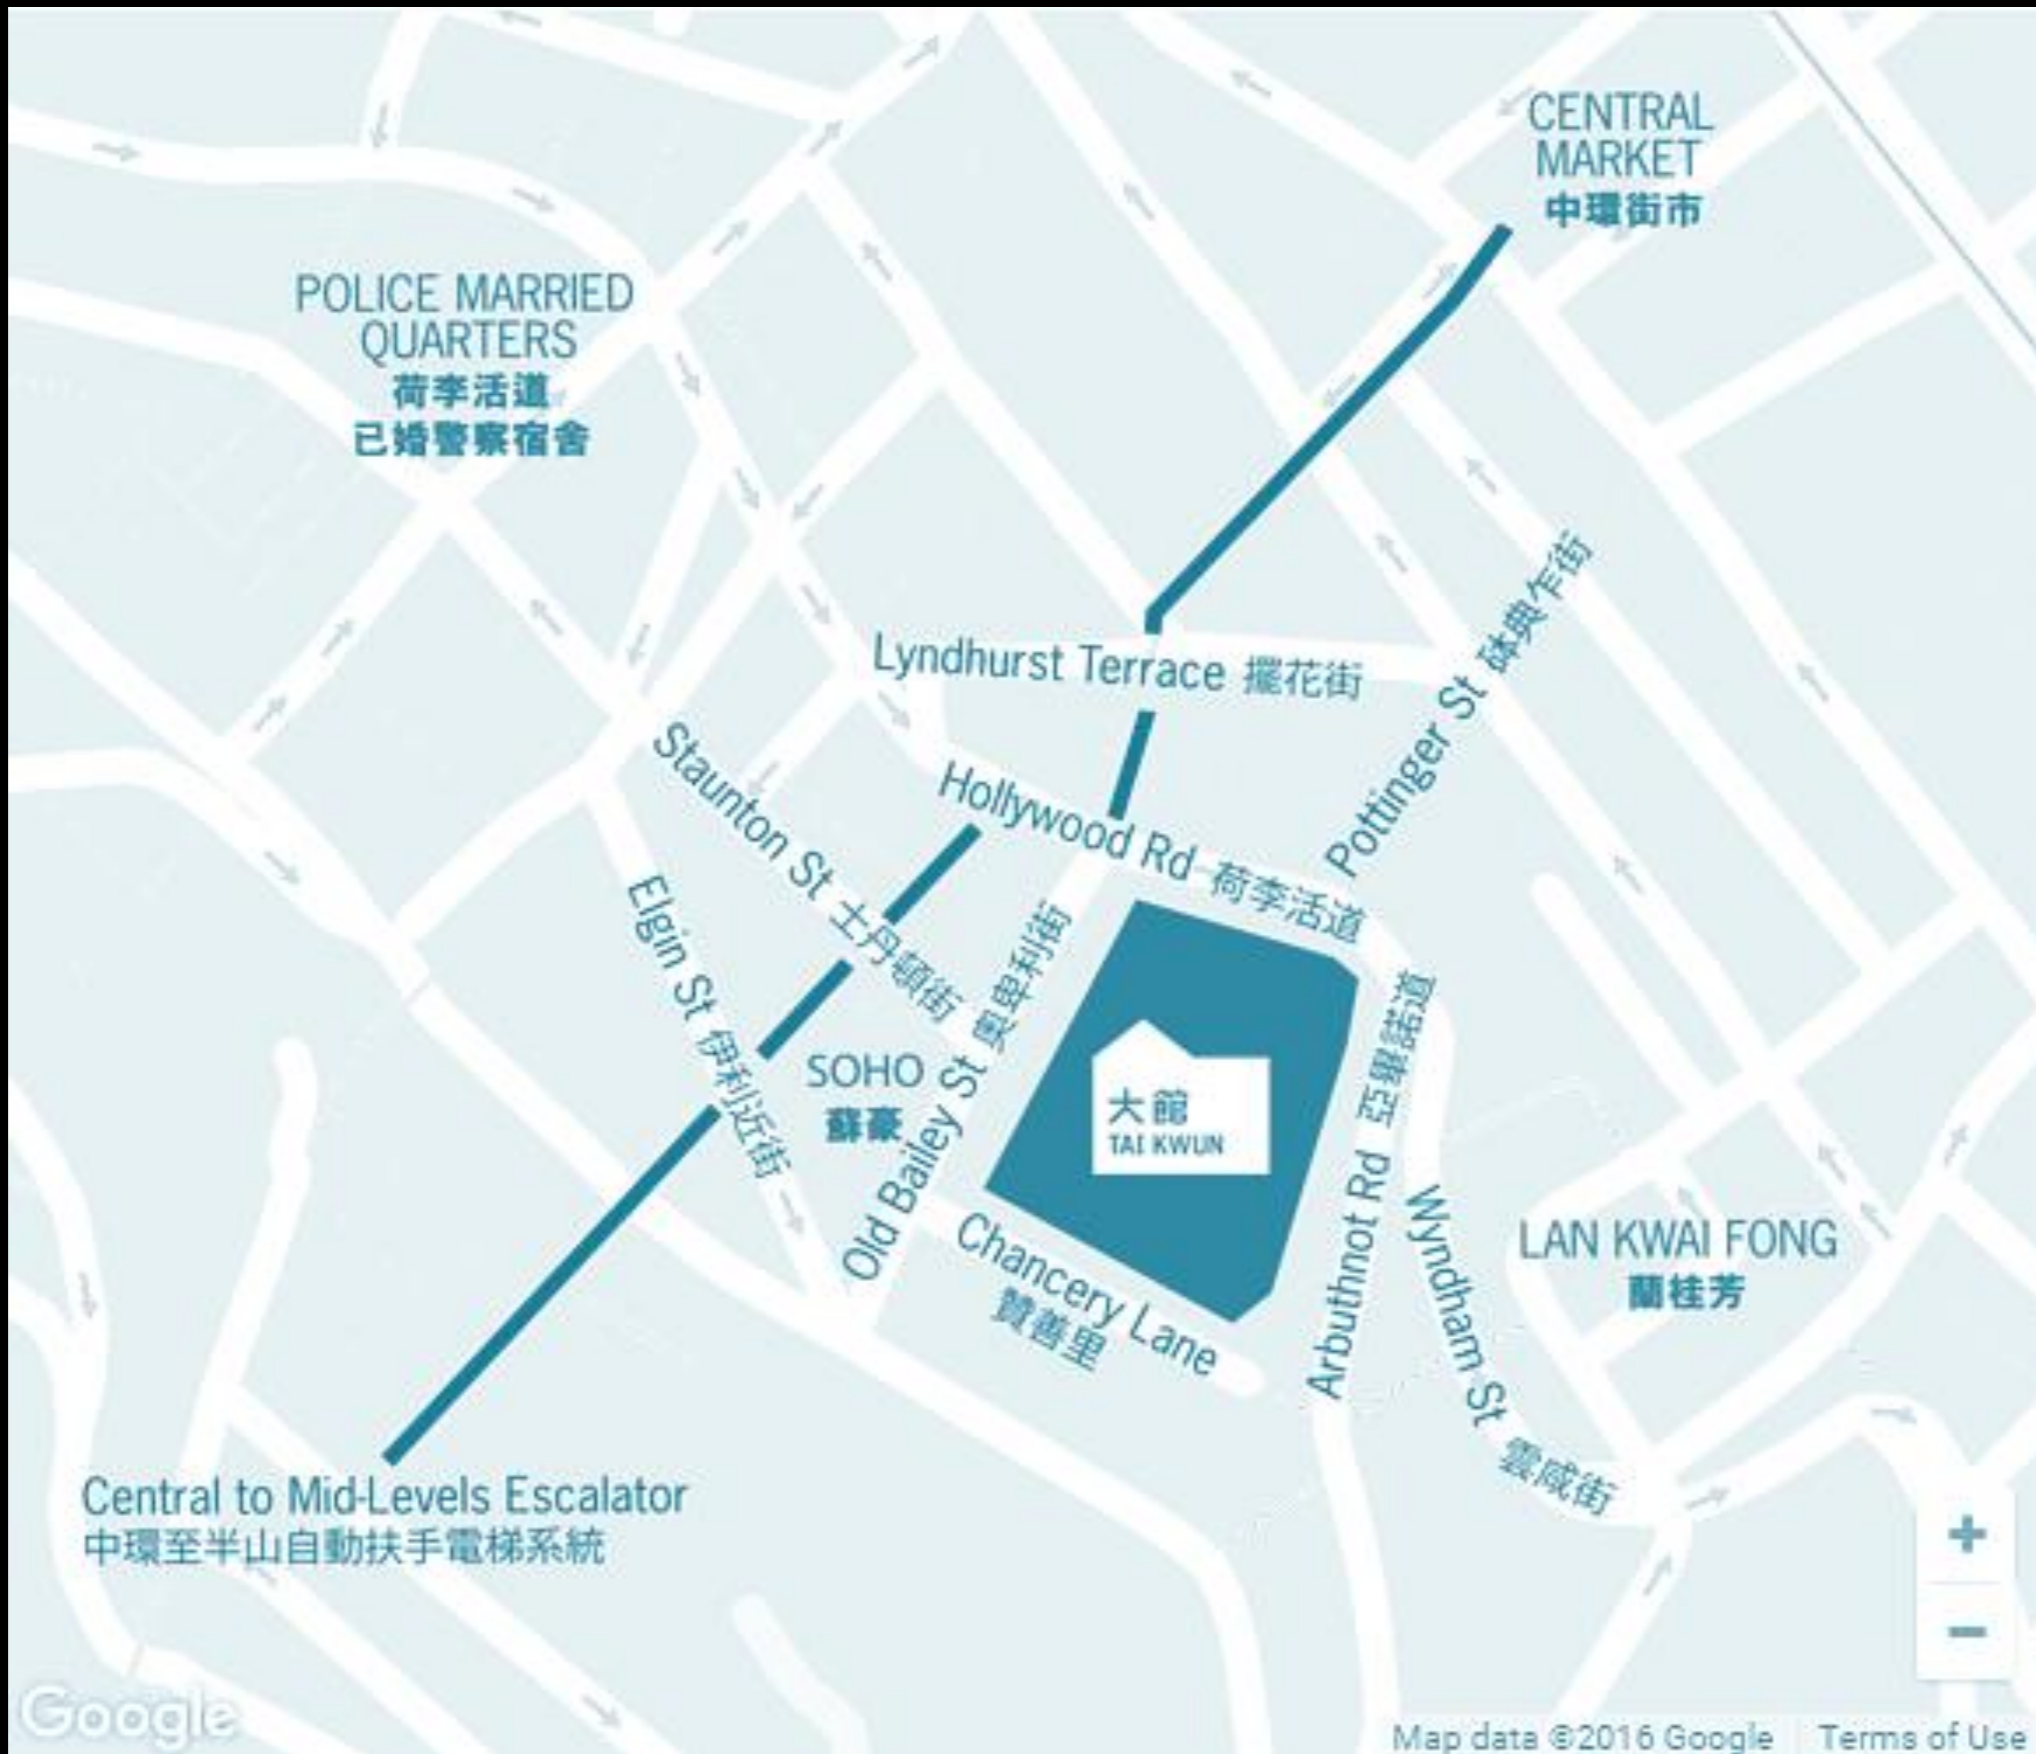 CENTRAL
MARKET
中環街市
POLICE MARRIED
QUARTERS
荷李活道
已婚警察宿舍
Lyndhurst Terrace 擺花街
Pottinger St 砵典乍街
Staunton St 士丹頓街
Hollywood Rd 荷李活道
Elgin St 伊利近街
Old Bailey St 奧卑利街
SOHO
蘇豪
大館
TAI KWUN
Arbuthnot Rd 亞畢諾道
Wyndham St 雲咸街
Chancery Lane
贊善里
LAN KWAI FONG
蘭桂芳
Central to Mid-Levels Escalator
中環至半山自動扶手電梯系統
+
−
Google
Map data ©2016 Google
Terms of Use